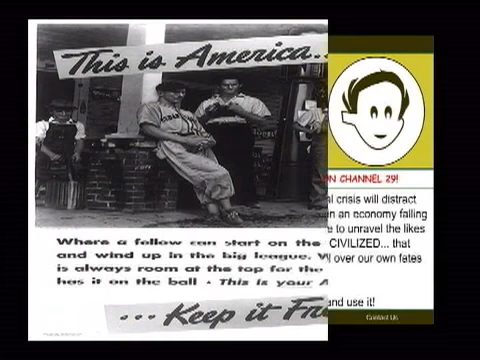 This is America...
Where a fellow can start on the
and wind up in the big league.
is always room at the top for the
has it on the ball • This is your
... Keep it
ON CHANNEL 29!
al crisis will distract
in an economy falling
e to unravel the likes
CIVILIZED... that
l over our own fates
and use it!
Contact Us